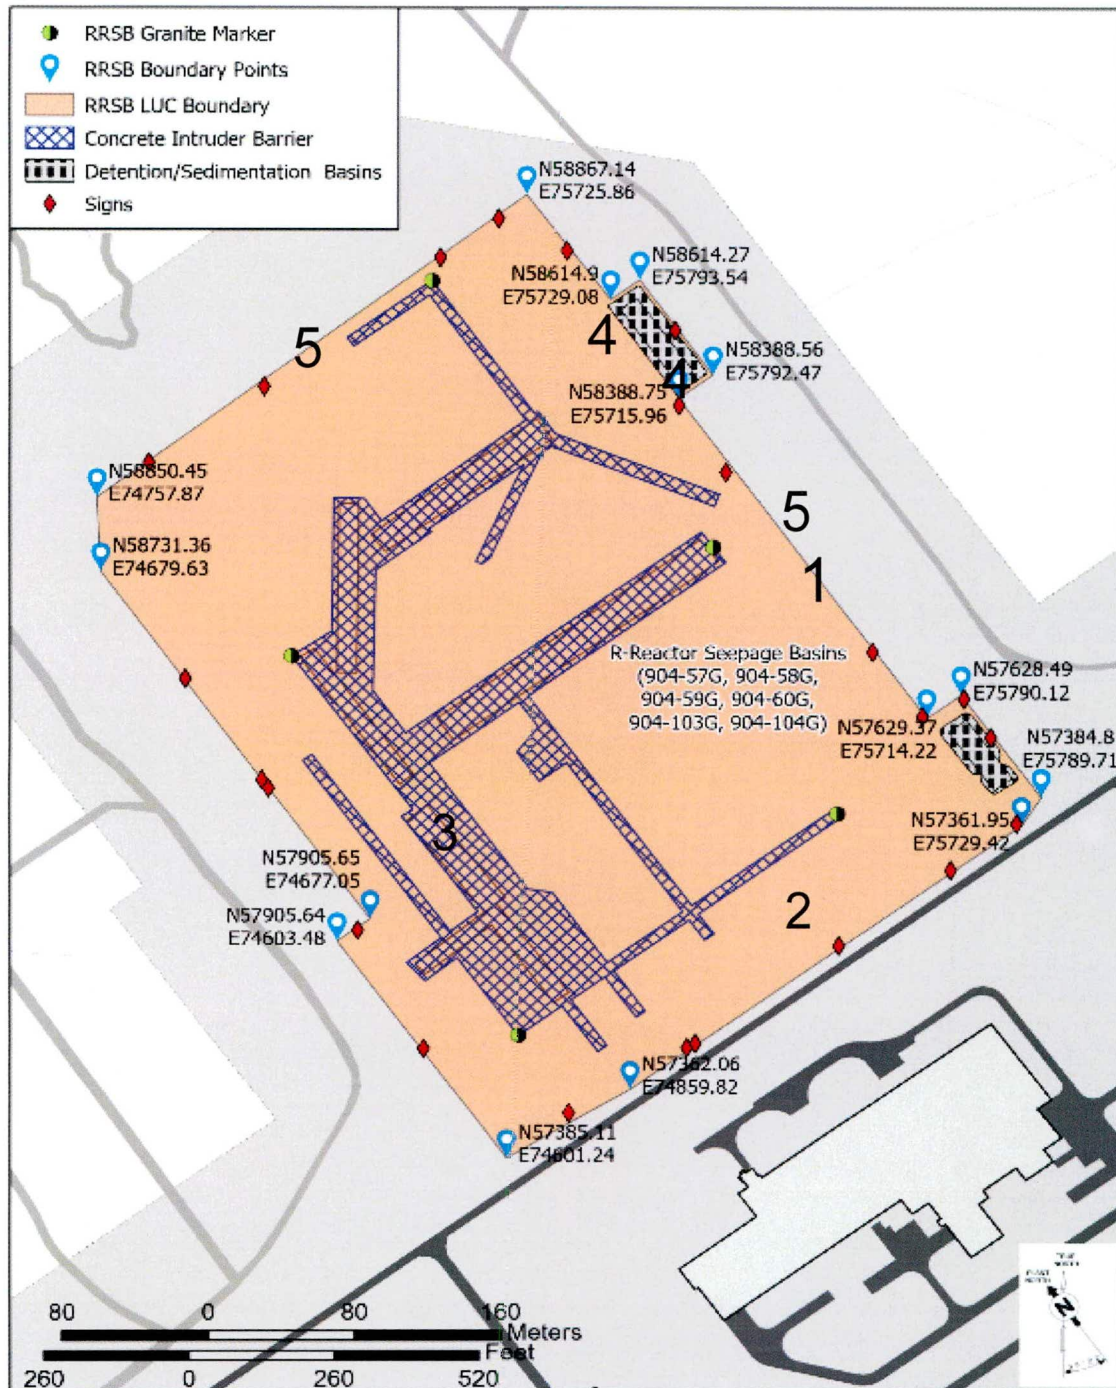 RRSB Granite Marker
RRSB Boundary Points
RRSB LUC Boundary
Concrete Intruder Barrier
Detention/Sedimentation Basins
Signs
N58867.14
E75725.86
N58614.9
E75729.08
N58614.27
E75793.54
5
4
N58388.56
E75792.47
4
N58388.75
E75715.96
N58850.45
E74757.87
5
N58731.36
E74679.63
1
R-Reactor Seepage Basins
(904-57G, 904-58G,
904-59G, 904-60G,
904-103G, 904-104G)
N57628.49
E75790.12
N57629.37
E75714.22
N57384.8
E75789.71
3
N57361.95
E75729.42
N57905.65
E74677.05
N57905.64
E74603.48
2
N57362.06
E74859.82
N57385.11
E74601.24
TRUE
NORTH
PLANT
NORTH
N
80 0 80 160
Meters
Feet
260 0 260 520